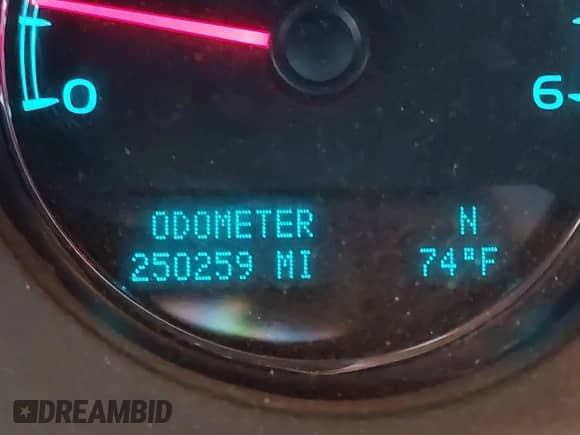 0
6
ODOMETER N
250259 MI 74°F
DREAMBID